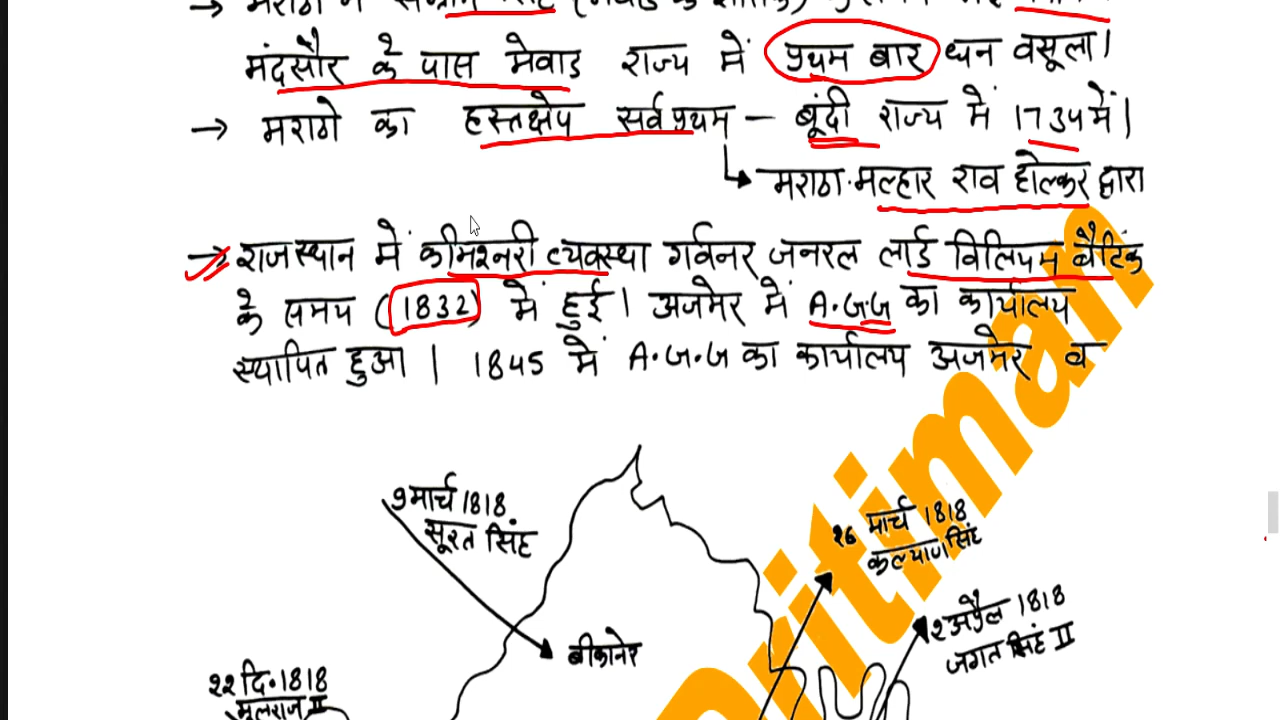 मंदसौर के पास मेवाड राज्य में प्रथम बार धन वसूला।
→ मराठो का हस्तक्षेप सर्वप्रथम – बूंदी राज्य में 1734 में।
मराठा मल्हार राव होल्कर द्वारा
→ राजस्थान में कमिश्नरी व्यवस्था गर्वनर जनरल लार्ड विलियम बैंटिक
के समय (1832) में हुई। अजमेर में A.G.G का कार्यालय
स्थापित हुआ। 1845 में A.G.G का कार्यालय अजमेर व
9 मार्च 1818
सूरत सिंह
26 मार्च 1818
कल्याण सिंह
2 अप्रैल 1818
जगत सिंह II
बीकानेर
22 दि. 1818
मूलराज II